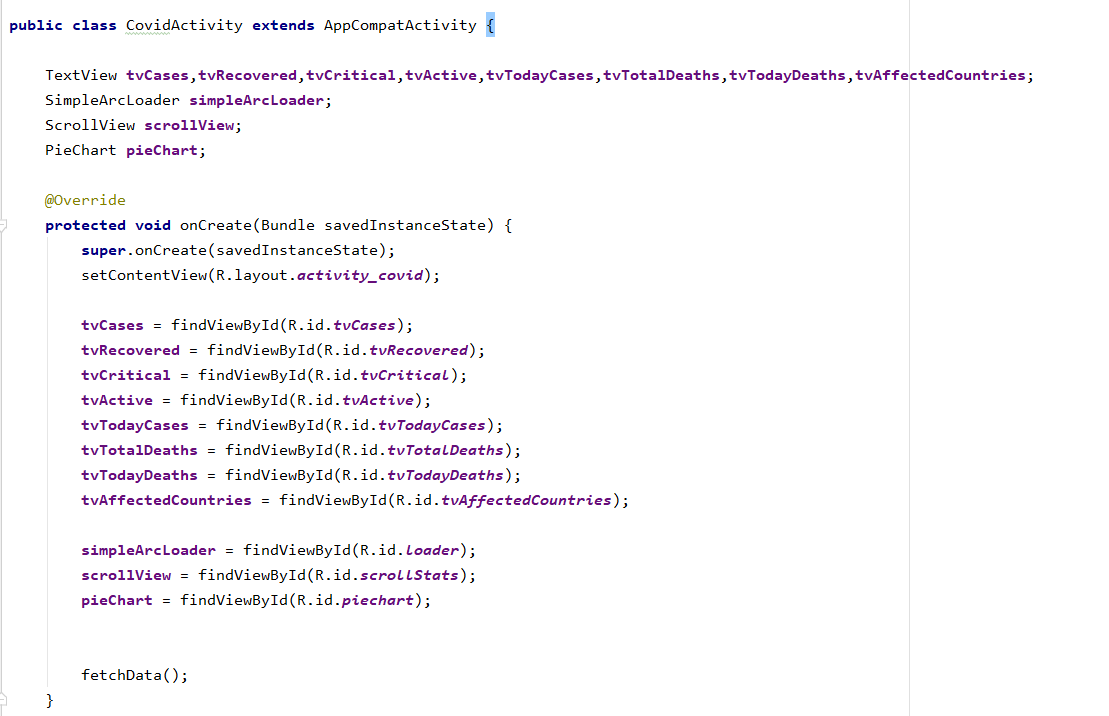 public class CovidActivity extends AppCompatActivity {
TextView tvCases,tvRecovered,tvCritical,tvActive,tvTodayCases,tvTotalDeaths,tvTodayDeaths,tvAffectedCountries;
SimpleArcLoader simpleArcLoader;
ScrollView scrollView;
PieChart pieChart;
@Override
protected void onCreate(Bundle savedInstanceState) {
super.onCreate(savedInstanceState);
setContentView(R.layout.activity_covid);
tvCases = findViewById(R.id.tvCases);
tvRecovered = findViewById(R.id.tvRecovered);
tvCritical = findViewById(R.id.tvCritical);
tvActive = findViewById(R.id.tvActive);
tvTodayCases = findViewById(R.id.tvTodayCases);
tvTotalDeaths = findViewById(R.id.tvTotalDeaths);
tvTodayDeaths = findViewById(R.id.tvTodayDeaths);
tvAffectedCountries = findViewById(R.id.tvAffectedCountries);
simpleArcLoader = findViewById(R.id.loader);
scrollView = findViewById(R.id.scrollStats);
pieChart = findViewById(R.id.piechart);
fetchData();
}